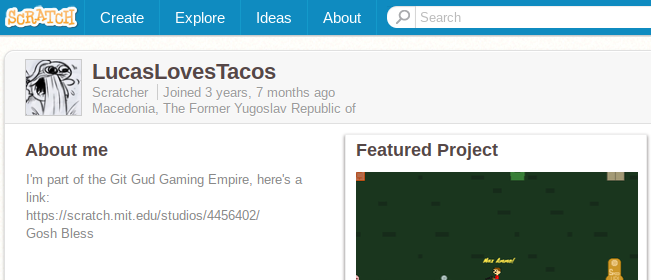 SCRATCH Create Explore Ideas About Search
LucasLovesTacos
Scratcher Joined 3 years, 7 months ago
Macedonia, The Former Yugoslav Republic of
About me
I'm part of the Git Gud Gaming Empire, here's a
link:
https://scratch.mit.edu/studios/4456402/
Gosh Bless
Featured Project